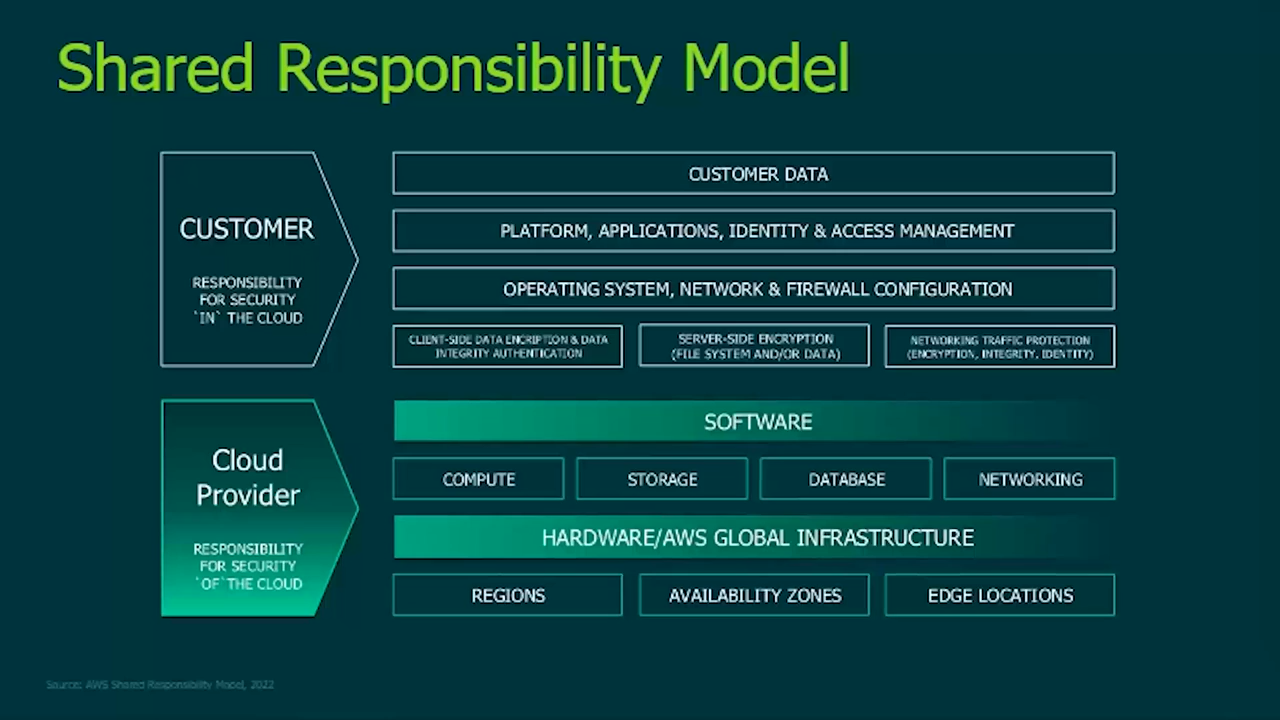 Shared Responsibility Model
CUSTOMER
RESPONSIBILITY
FOR SECURITY
`IN` THE CLOUD
CUSTOMER DATA
PLATFORM, APPLICATIONS, IDENTITY & ACCESS MANAGEMENT
OPERATING SYSTEM, NETWORK & FIREWALL CONFIGURATION
CLIENT-SIDE DATA ENCRIPTION & DATA
INTEGRITY AUTHENTICATION
SERVER-SIDE ENCRYPTION
(FILE SYSTEM AND/OR DATA)
NETWORKING TRAFFIC PROTECTION
(ENCRYPTION, INTEGRITY, IDENTITY)
Cloud
Provider
RESPONSIBILITY
FOR SECURITY
`OF` THE CLOUD
SOFTWARE
COMPUTE
STORAGE
DATABASE
NETWORKING
HARDWARE/AWS GLOBAL INFRASTRUCTURE
REGIONS
AVAILABILITY ZONES
EDGE LOCATIONS
Source: AWS Shared Responsibility Model, 2022